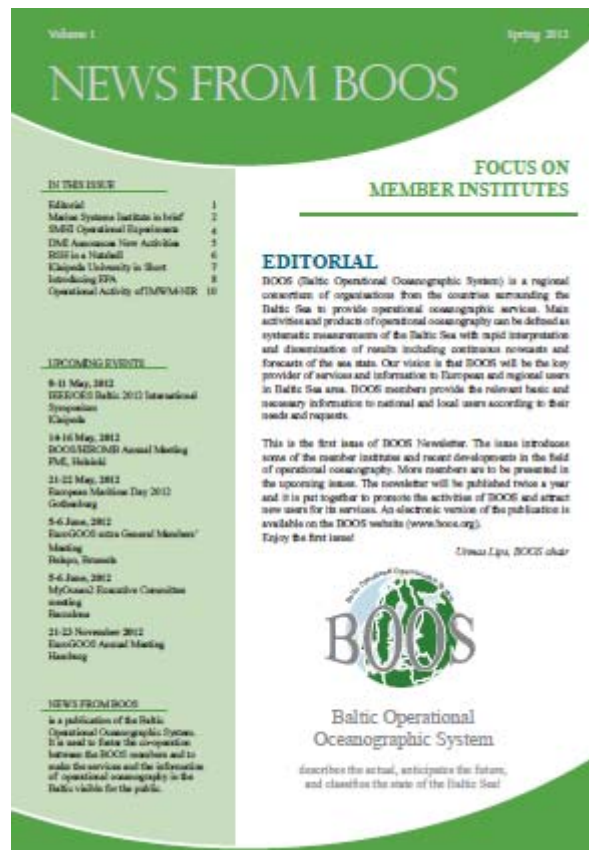 Volume 1
Spring 2012
NEWS FROM BOOS
IN THIS ISSUE
Editorial 1
Marine Systems Institute in brief 2
SMHI Operational Experiments 4
DMI Announces New Activities 5
BSH in a Nutshell 6
Klaipeda University in Short 7
Introducing EPA 8
Operational Activity of IMWM-NIR 10
UPCOMING EVENTS
9-11 May, 2012
IEEE/OES Baltic 2012 International
Symposium
Klaipeda
14-16 May, 2012
BOOS/HIROMB Annual Meeting
FMI, Helsinki
21-22 May, 2012
European Maritime Day 2012
Gothenburg
5-6 June, 2012
EuroGOOS extra General Members'
Meeting
Belspo, Brussels
5-6 June, 2012
MyOcean2 Executive Committee
meeting
Barcelona
21-23 November 2012
EuroGOOS Annual Meeting
Hamburg
NEWS FROM BOOS
is a publication of the Baltic
Operational Oceanographic System.
It is used to foster the co-operation
between the BOOS members and to
make the services and the information
of operational oceanography in the
Baltic visible for the public.
FOCUS ON
MEMBER INSTITUTES
EDITORIAL
BOOS (Baltic Operational Oceanographic System) is a regional
consortium of organisations from the countries surrounding the
Baltic Sea to provide operational oceanographic services. Main
activities and products of operational oceanography can be defined as
systematic measurements of the Baltic Sea with rapid interpretation
and dissemination of results including continuous nowcasts and
forecasts of the sea state. Our vision is that BOOS will be the key
provider of services and information to European and regional users
in Baltic Sea area. BOOS members provide the relevant basic and
necessary information to national and local users according to their
needs and requests.
This is the first issue of BOOS Newsletter. The issue introduces
some of the member institutes and recent developments in the field
of operational oceanography. More members are to be presented in
the upcoming issues. The newsletter will be published twice a year
and it is put together to promote the activities of BOOS and attract
new users for its services. An electronic version of the publication is
available on the BOOS website (www.boos.org).
Enjoy the first issue!
Urmas Lips, BOOS chair
BOOS
Baltic Operational
Oceanographic System
describes the actual, anticipates the future,
and classifies the state of the Baltic Sea!